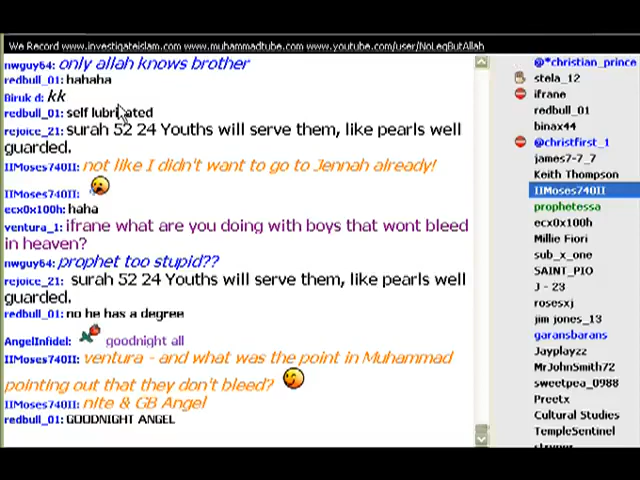 We Record www.investigateislam.com www.muhammadtube.com www.youtube.com/user/NoLeqButAllah
nwguy64: only allah knows brother
redbull_01: hahaha
Biruk d: kk
redbull_01: self lubricated
rejoice_21: surah 52 24 Youths will serve them, like pearls well
guarded.
IIMoses740II: not like I didn't want to go to Jennah already!
IIMoses740II:
ecx0x100h: haha
ventura_1: ifrane what are you doing with boys that wont bleed
in heaven?
nwguy64: prophet too stupid??
rejoice_21: surah 52 24 Youths will serve them, like pearls well
guarded.
redbull_01: no he has a degree
AngelInfidel: goodnight all
IIMoses740II: ventura - and what was the point in Muhammad
pointing out that they don't bleed?
IIMoses740II: nite & GB Angel
redbull_01: GOODNIGHT ANGEL
@*christian_prince
stela_12
ifrane
redbull_01
binax44
@christfirst_1
james7-7_7
Keith Thompson
IIMoses740II
prophetessa
ecx0x100h
Millie Fiori
sub_x_one
SAINT_PIO
J - 23
rosesxj
jim jones_13
garansbarans
Jayplayzz
MrJohnSmith72
sweetpea_0988
Preetx
Cultural Studies
TempleSentinel